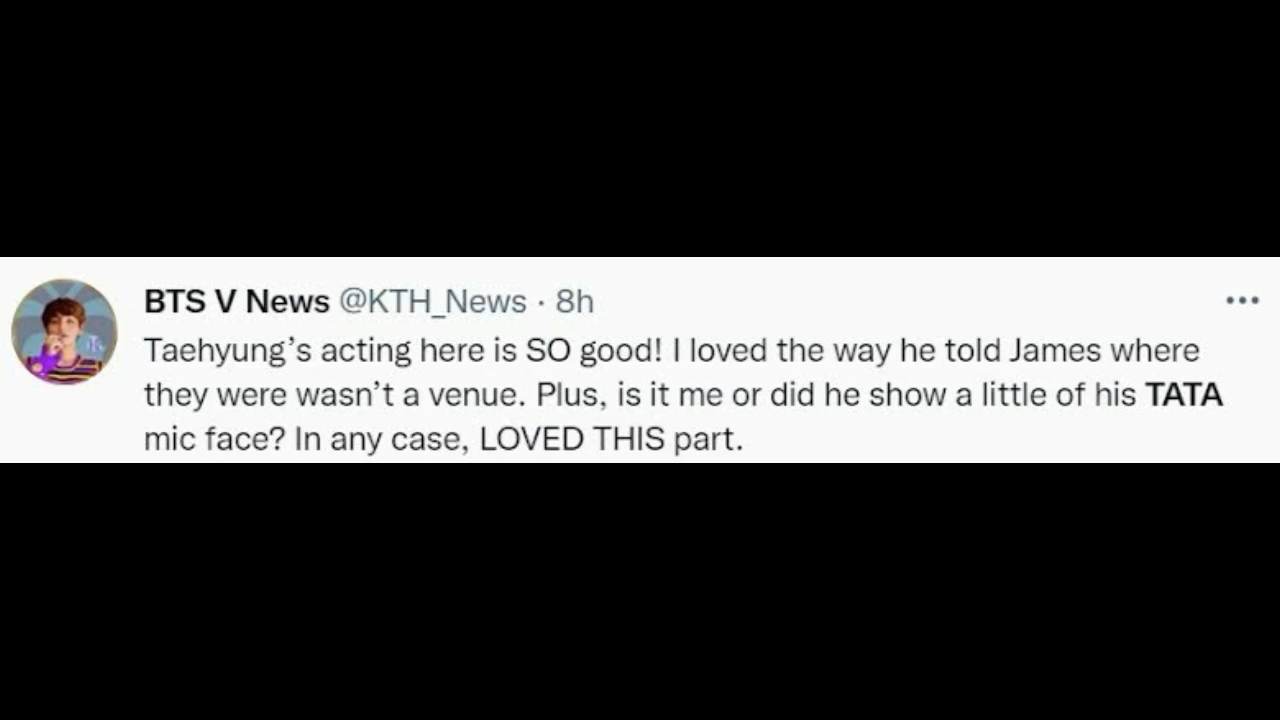 BTS V News @KTH_News · 8h
Taehyung’s acting here is SO good! I loved the way he told James where
they were wasn’t a venue. Plus, is it me or did he show a little of his TATA
mic face? In any case, LOVED THIS part.